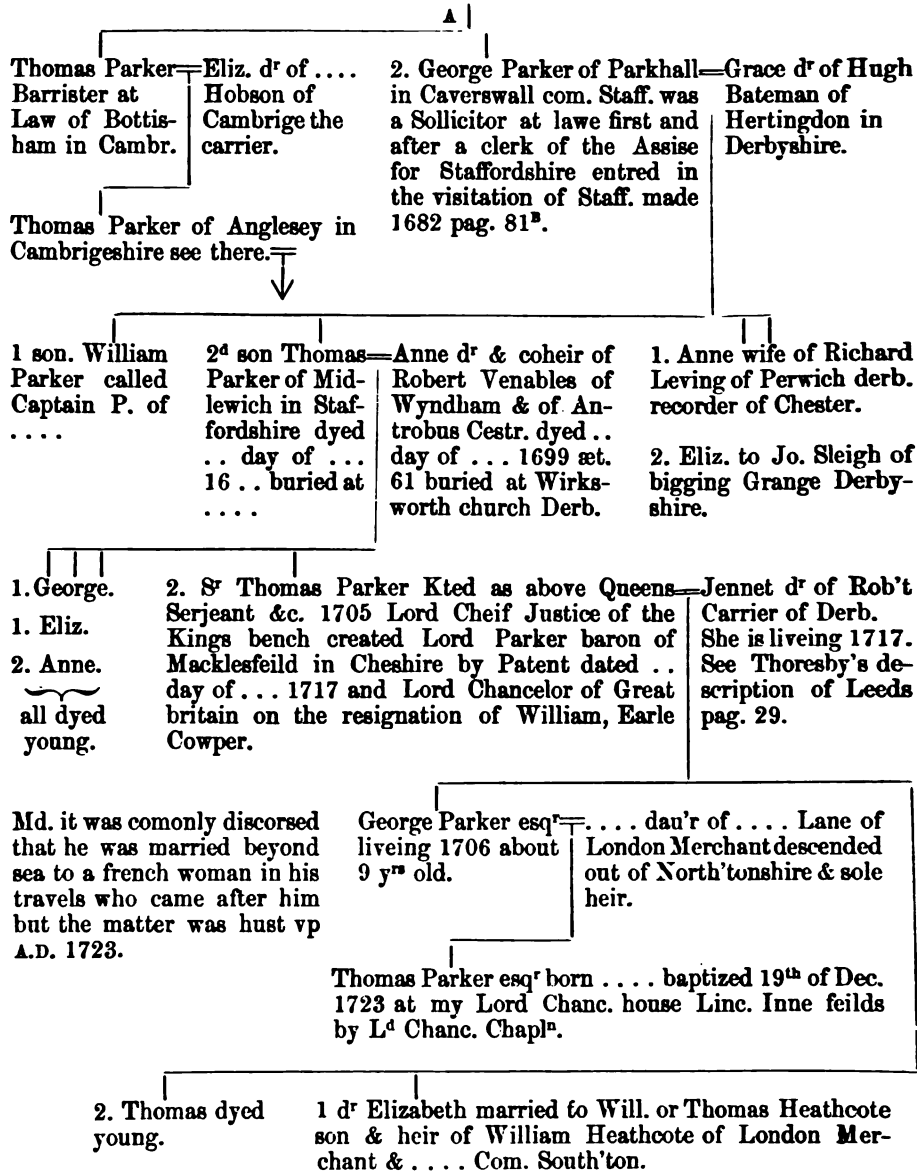 A
Thomas Parker
Barrister at
Law of Bottis-
ham in Cambr.
Eliz. dʳ of ....
Hobson of
Cambrige the
carrier.
2. George Parker of Parkhall
in Caverswall com. Staff. was
a Sollicitor at lawe first and
after a clerk of the Assise
for Staffordshire entred in
the visitation of Staff. made
1682 pag. 81ᴮ.
Grace dʳ of Hugh
Bateman of
Hertingdon in
Derbyshire.
Thomas Parker of Anglesey in
Cambrigeshire see there.
1 son. William
Parker called
Captain P. of
....
2ᵈ son Thomas
Parker of Mid-
lewich in Staf-
fordshire dyed
.. day of ...
16 .. buried at
....
Anne dʳ & coheir of
Robert Venables of
Wyndham & of An-
trobus Cestr. dyed ..
day of ... 1699 æt.
61 buried at Wirks-
worth church Derb.
1. Anne wife of Richard
Leving of Perwich derb.
recorder of Chester.
2. Eliz. to Jo. Sleigh of
bigging Grange Derby-
shire.
1. George.
1. Eliz.
2. Anne.
all dyed
young.
2. Sʳ Thomas Parker Kted as above Queens
Serjeant &c. 1705 Lord Cheif Justice of the
Kings bench created Lord Parker baron of
Macklesfeild in Cheshire by Patent dated ..
day of ... 1717 and Lord Chancelor of Great
britain on the resignation of William, Earle
Cowper.
Jennet dʳ of Rob't
Carrier of Derb.
She is liveing 1717.
See Thoresby's de-
scription of Leeds
pag. 29.
Md. it was comonly discorsed
that he was married beyond
sea to a french woman in his
travels who came after him
but the matter was hust vp
A.D. 1723.
George Parker esqʳ
liveing 1706 about
9 yʳˢ old.
.... dau'r of .... Lane of
London Merchant descended
out of North'tonshire & sole
heir.
Thomas Parker esqʳ born .... baptized 19ᵗʰ of Dec.
1723 at my Lord Chanc. house Linc. Inne feilds
by Lᵈ Chanc. Chaplⁿ.
2. Thomas dyed
young.
1 dʳ Elizabeth married to Will. or Thomas Heathcote
son & heir of William Heathcote of London Mer-
chant & .... Com. South'ton.